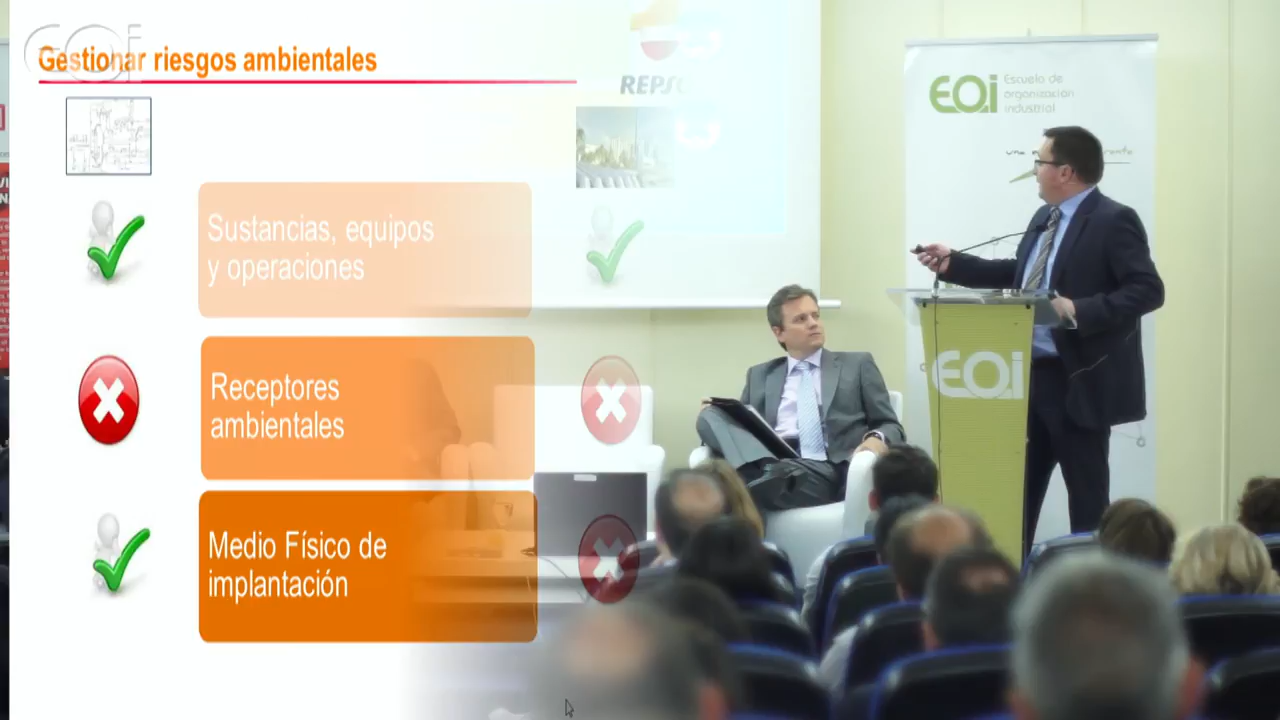 eoi
Gestionar riesgos ambientales
REPSOL
Sustancias, equipos
y operaciones
Receptores
ambientales
Medio Físico de
implantación
eoi
Escuela de
organización
industrial
eoi